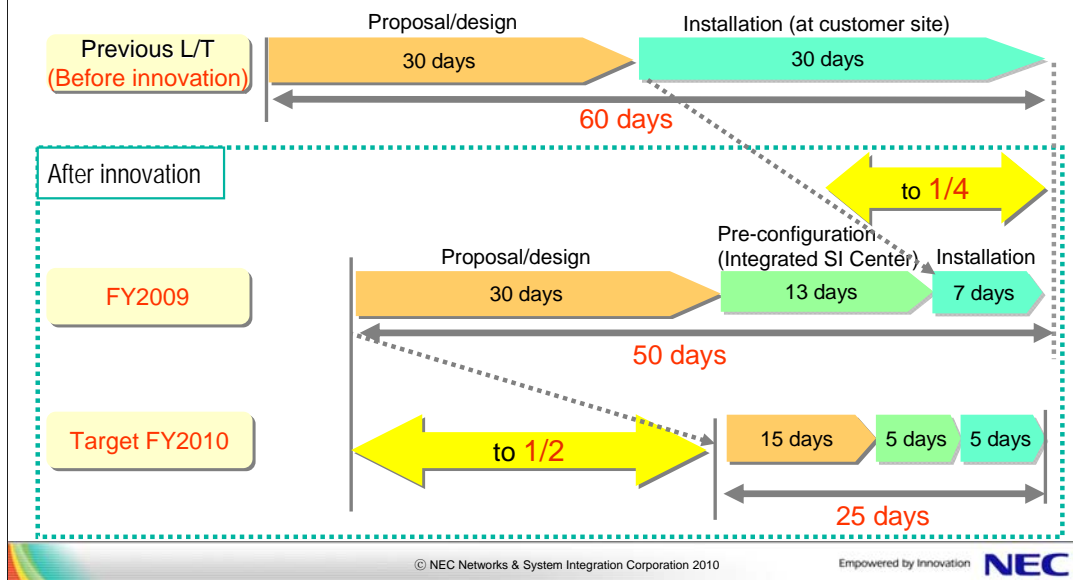 Proposal/design
Installation (at customer site)
Previous L/T
(Before innovation)
30 days
30 days
60 days
After innovation
to 1/4
Pre-configuration
(Integrated SI Center)
Proposal/design
Installation
FY2009
30 days
13 days
7 days
50 days
Target FY2010
to 1/2
15 days
5 days
5 days
25 days
© NEC Networks & System Integration Corporation 2010
Empowered by Innovation
NEC